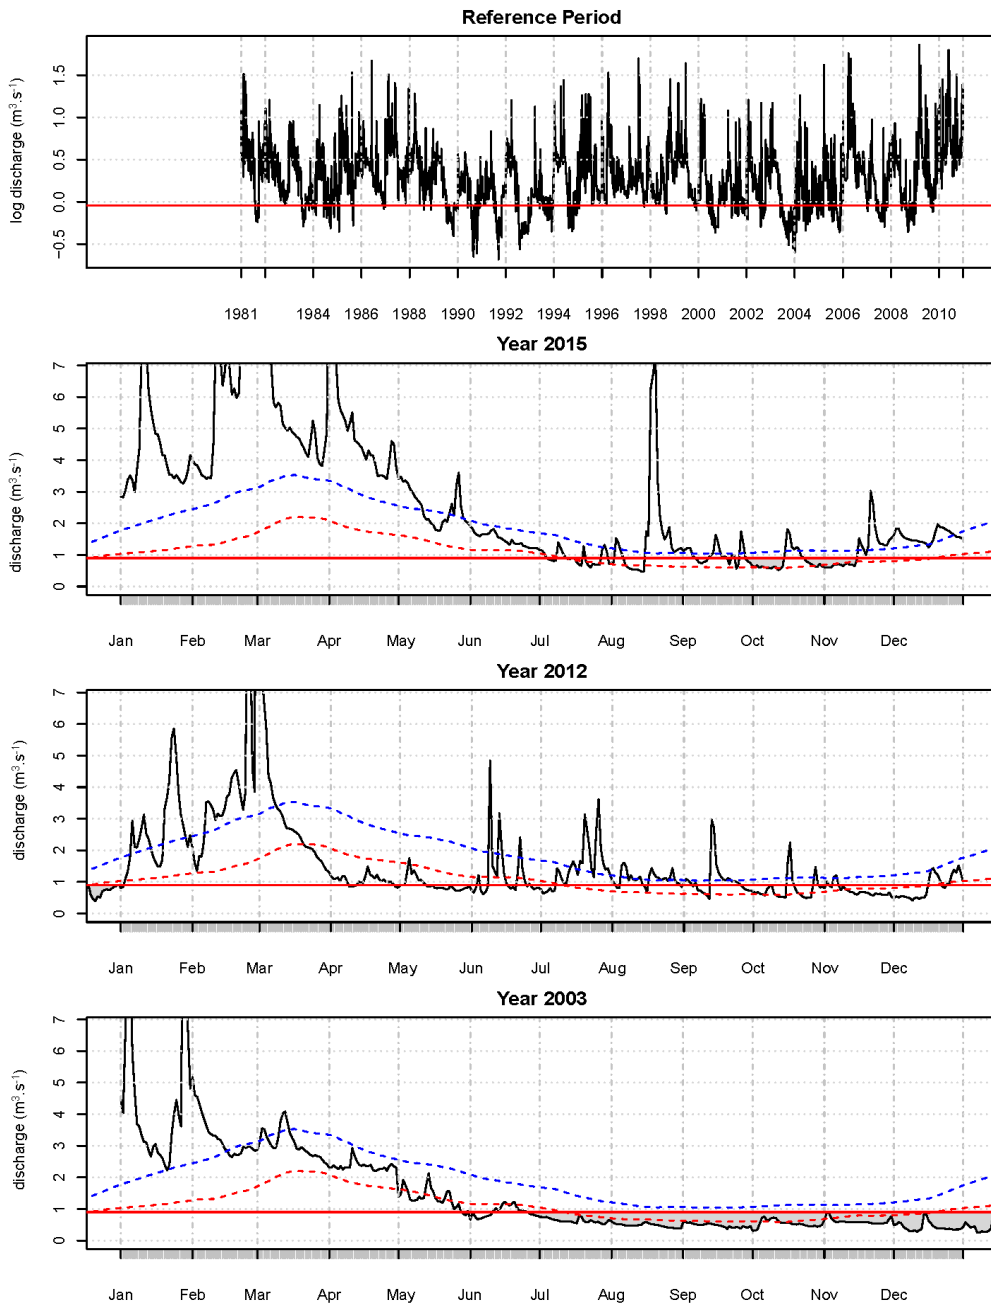 Reference Period
log discharge (m³.s⁻¹)
1.5
1.0
0.5
0.0
−0.5
1981 1984 1986 1988 1990 1992 1994 1996 1998 2000 2002 2004 2006 2008 2010
Year 2015
discharge (m³.s⁻¹)
7
6
5
4
3
2
1
0
Jan Feb Mar Apr May Jun Jul Aug Sep Oct Nov Dec
Year 2012
discharge (m³.s⁻¹)
7
6
5
4
3
2
1
0
Jan Feb Mar Apr May Jun Jul Aug Sep Oct Nov Dec
Year 2003
discharge (m³.s⁻¹)
7
6
5
4
3
2
1
0
Jan Feb Mar Apr May Jun Jul Aug Sep Oct Nov Dec